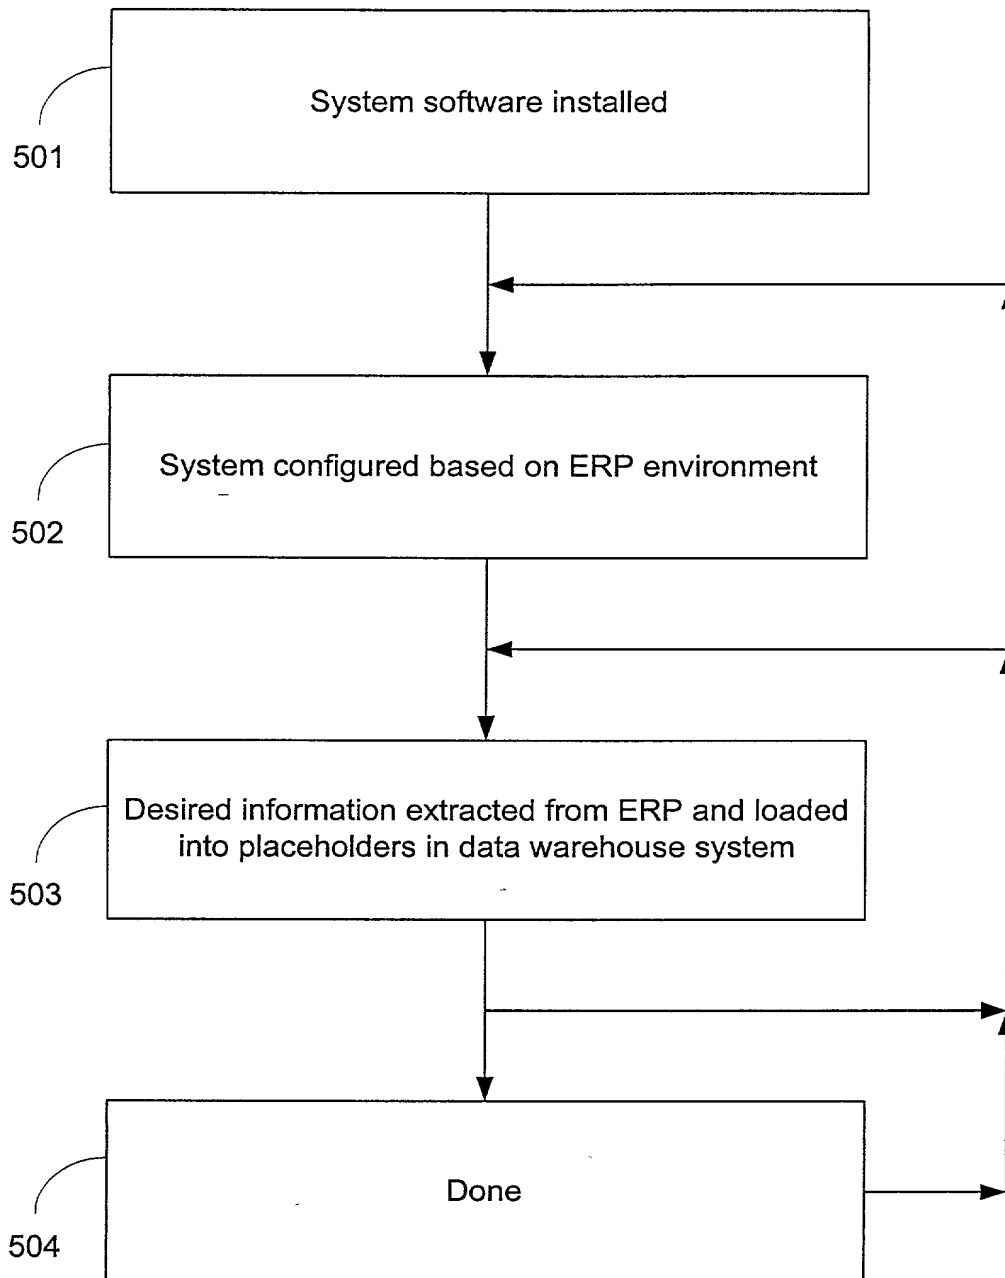 System software installed
501
System configured based on ERP environment
502
Desired information extracted from ERP and loaded
into placeholders in data warehouse system
503
Done
504